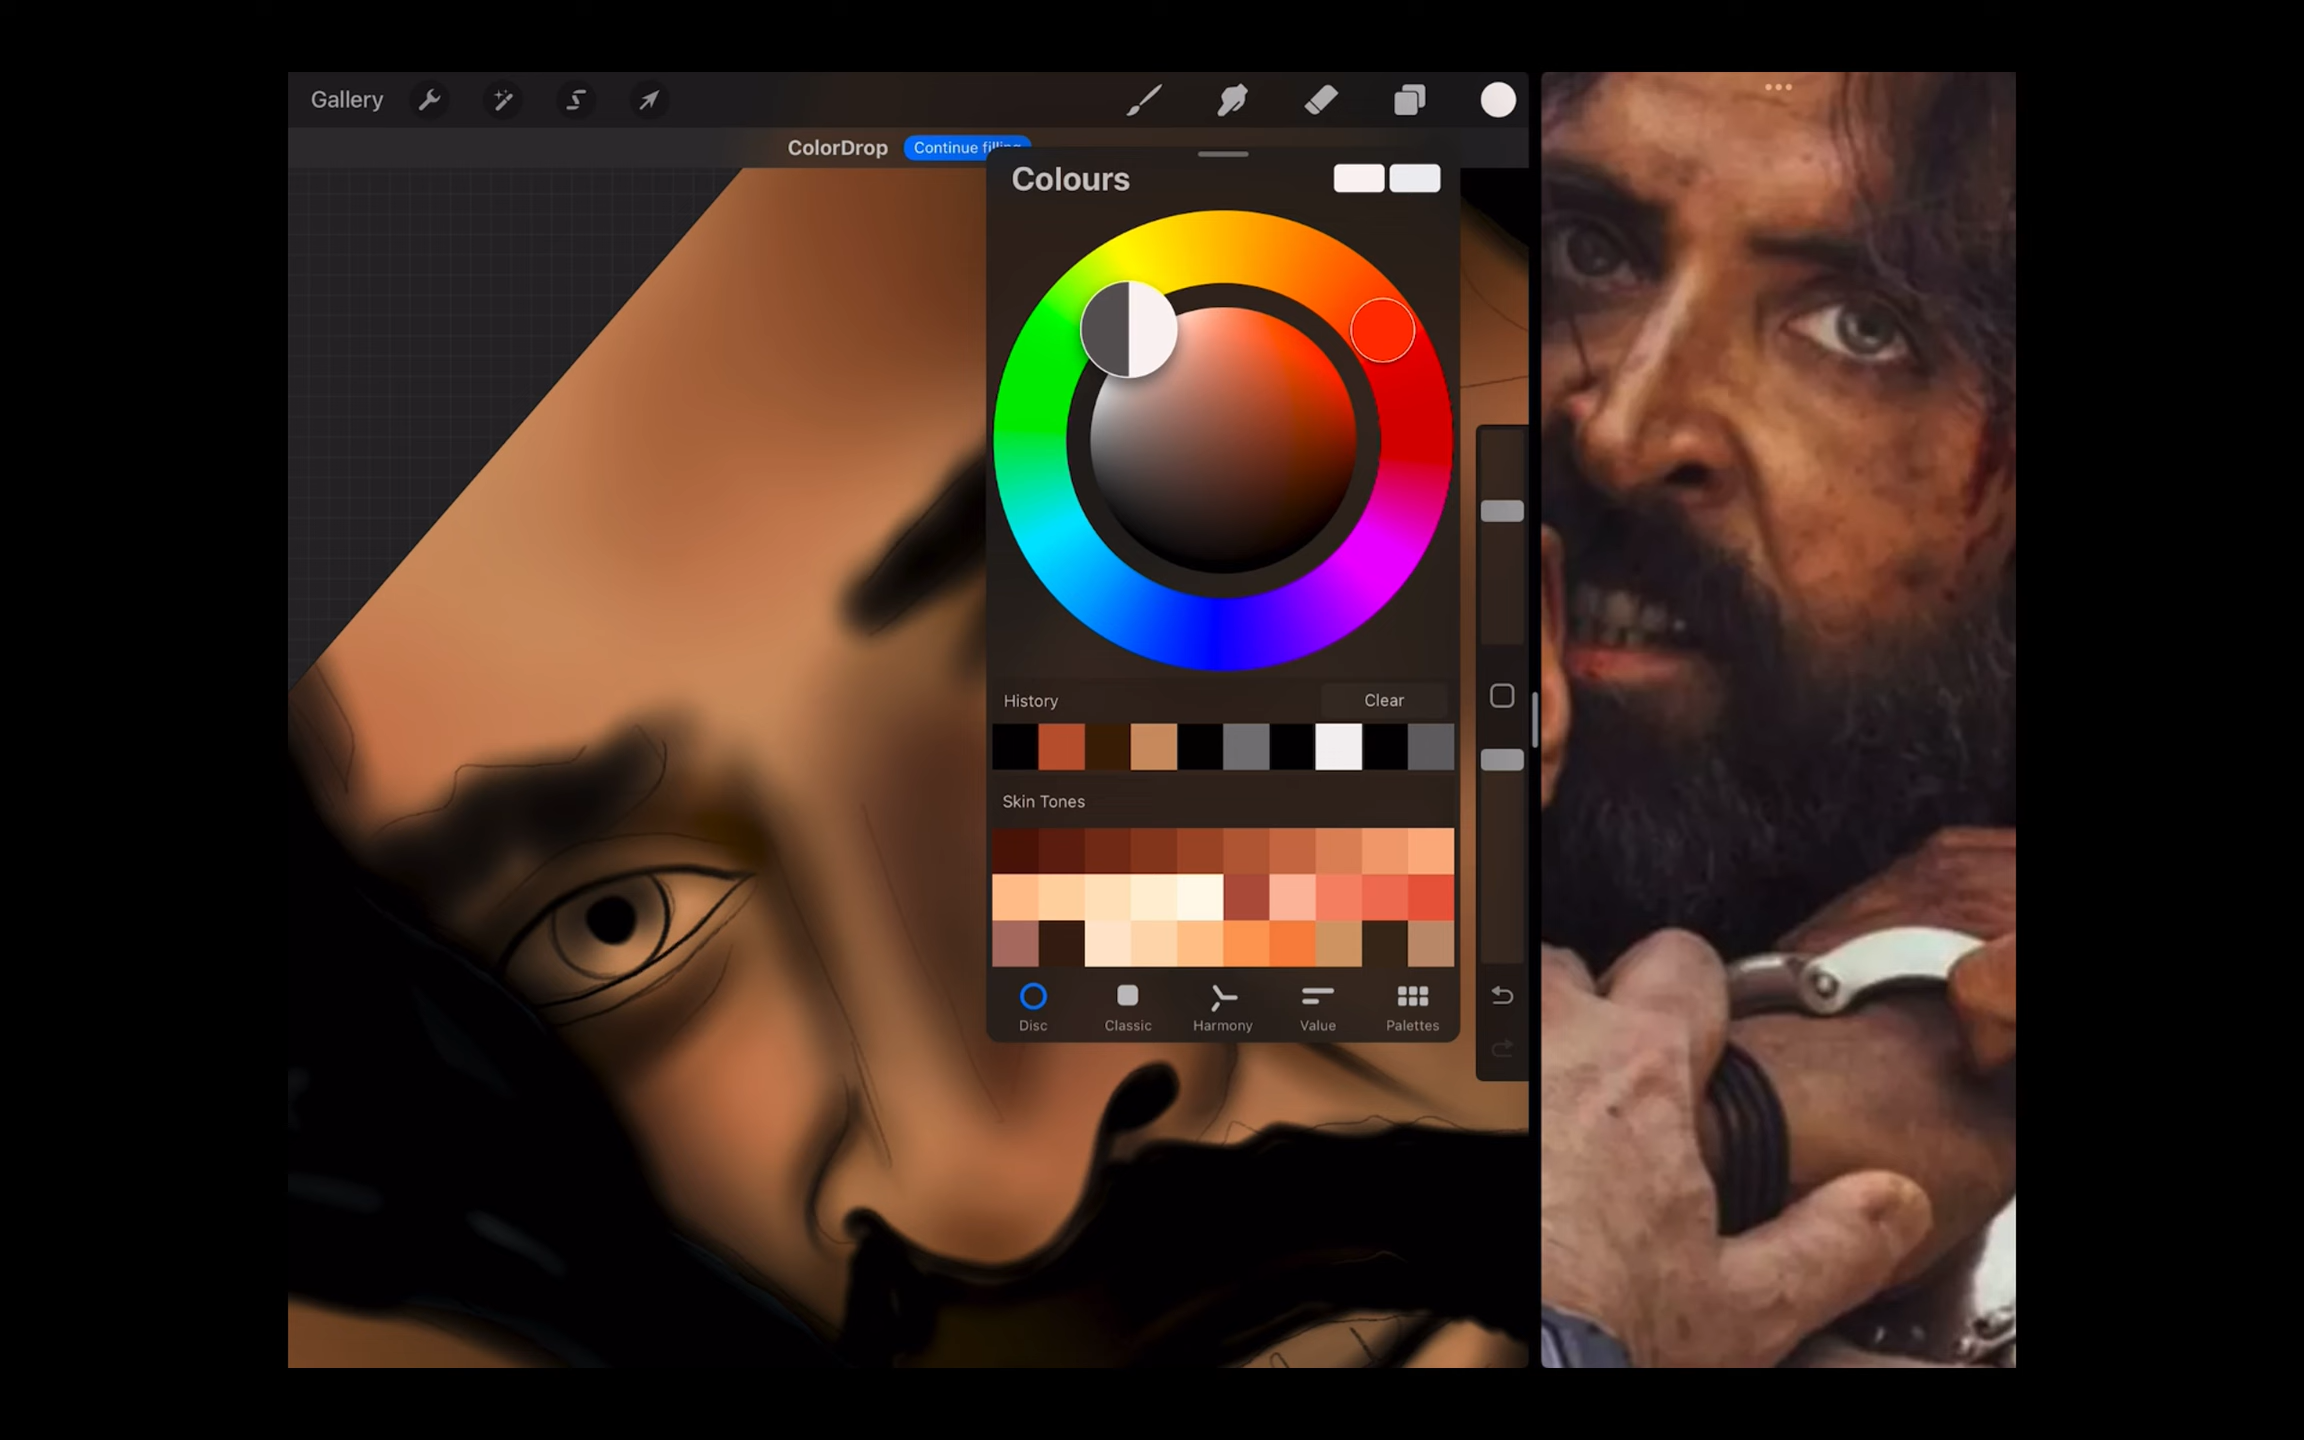 Gallery
ColorDrop
Colours
History Clear
Skin Tones
Disc Classic Harmony Value Palettes